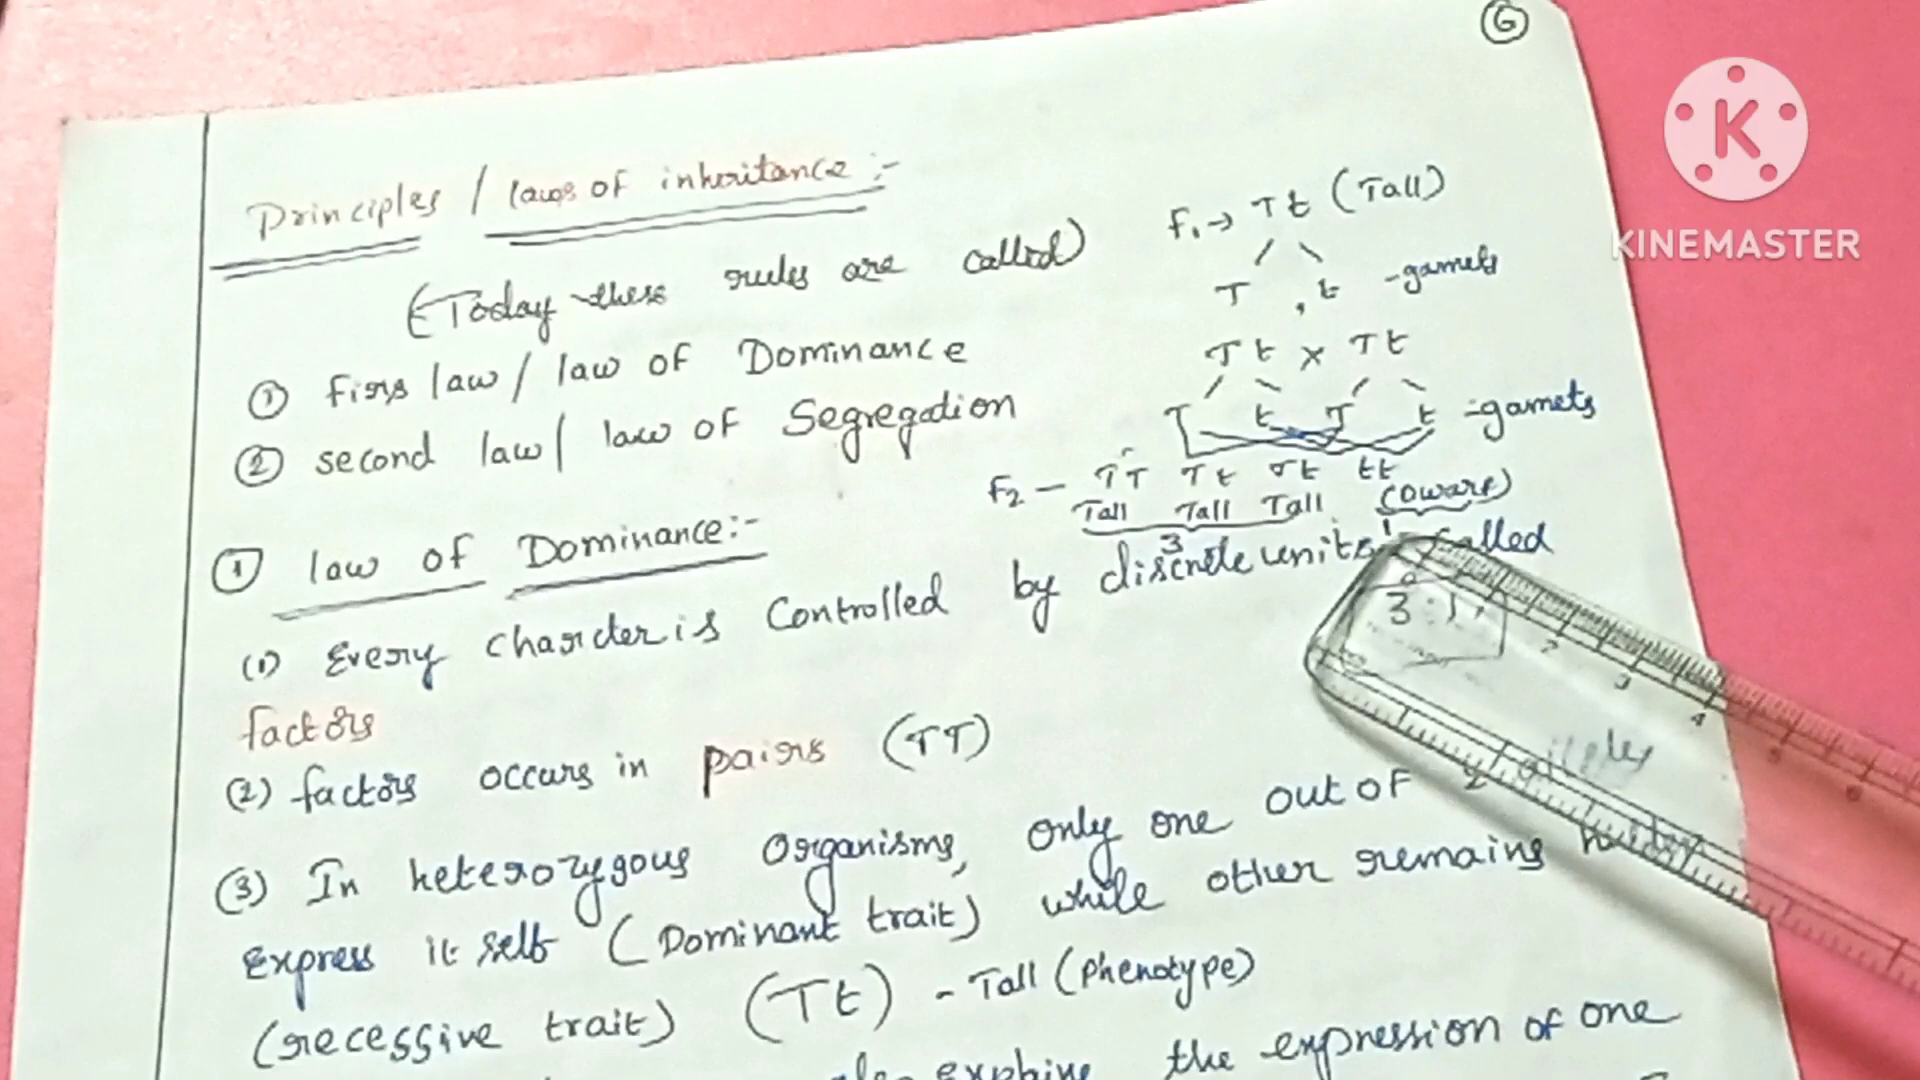 6
K
KINEMASTER
Principles / laws of inheritance :-
(Today these rules are called)
① firs law / law of Dominance
② second law / law of Segregation
F1 → Tt (Tall)
T , t - gamets
Tt x Tt
T t T t - gamets
F2 - TT Tt Tt tt
Tall Tall Tall (Dwarf)
3 1
3:1
① law of Dominance:-
(1) Every charcter is controlled by discrete units called
factors
(2) factors occurs in pairs (TT)
(3) In heterozygous Organisms, only one out of
Express it self (Dominant trait) while other remains
(recessive trait) (Tt) - Tall (phenotype)
the expression of one